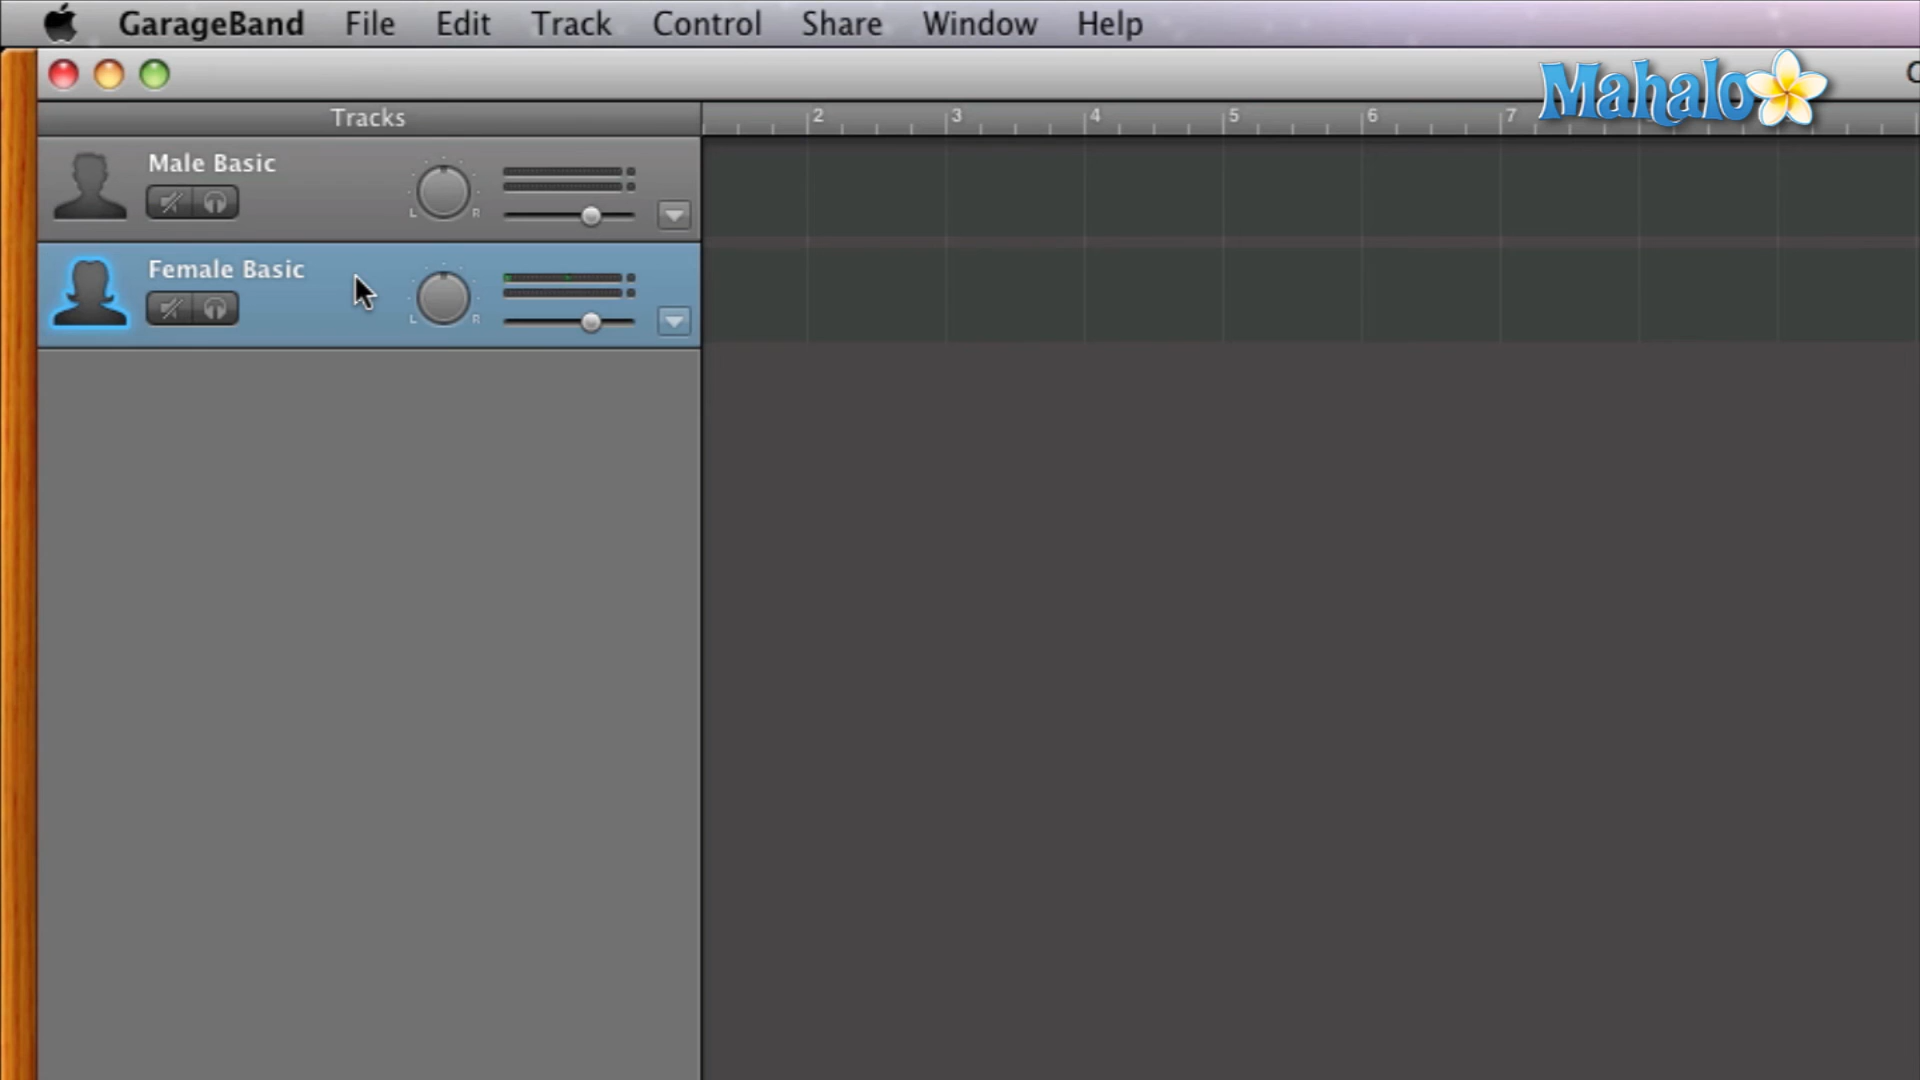 GarageBand File Edit Track Control Share Window Help
Mahalo
Tracks 2 3 4 5 6 7
Male Basic
L R
Female Basic
L R